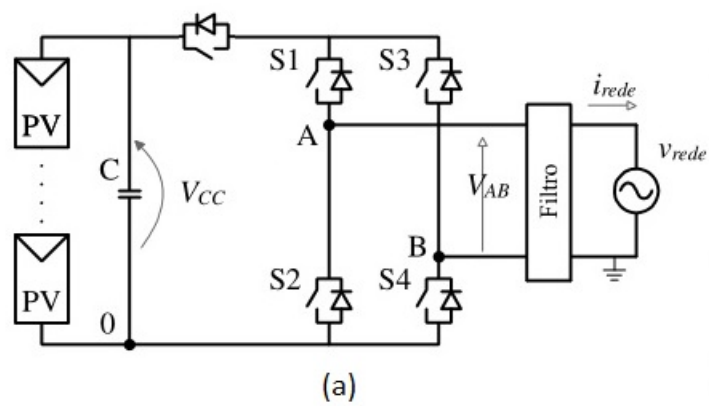 S1
S3
PV
A
i_rede
C
V_CC
V_AB
Filtro
v_rede
B
S2
S4
PV
0
(a)